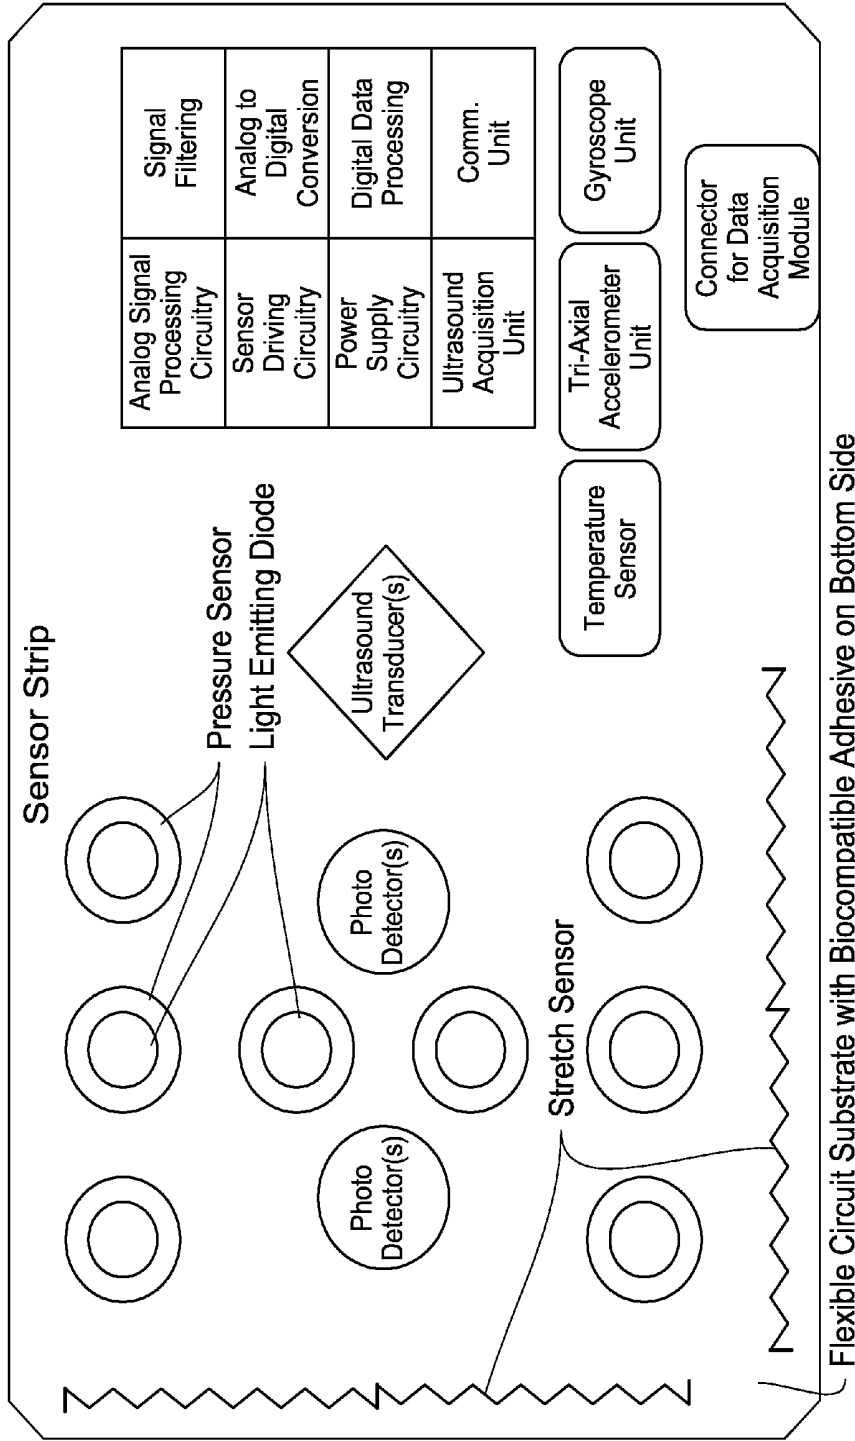 Sensor Strip
Pressure Sensor
Light Emitting Diode
Photo
Detector(s)
Photo
Detector(s)
Ultrasound
Transducer(s)
Stretch Sensor
Analog Signal
Processing
Circuitry
Signal
Filtering
Sensor
Driving
Circuitry
Analog to
Digital
Conversion
Power
Supply
Circuitry
Digital Data
Processing
Ultrasound
Acquisition
Unit
Comm.
Unit
Temperature
Sensor
Tri-Axial
Accelerometer
Unit
Gyroscope
Unit
Connector
for Data
Acquisition
Module
Flexible Circuit Substrate with Biocompatible Adhesive on Bottom Side